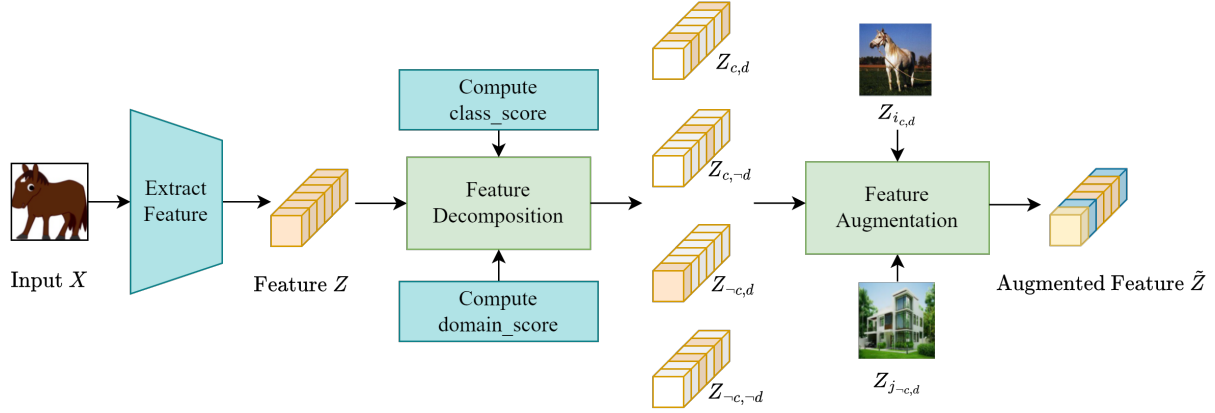 Input X
Extract
Feature
Feature Z
Compute
class_score
Feature
Decomposition
Compute
domain_score
Z_{c,d}
Z_{c,¬d}
Z_{¬c,d}
Z_{¬c,¬d}
Z_{i_{c,d}}
Feature
Augmentation
Z_{j_{¬c,d}}
Augmented Feature Z̃